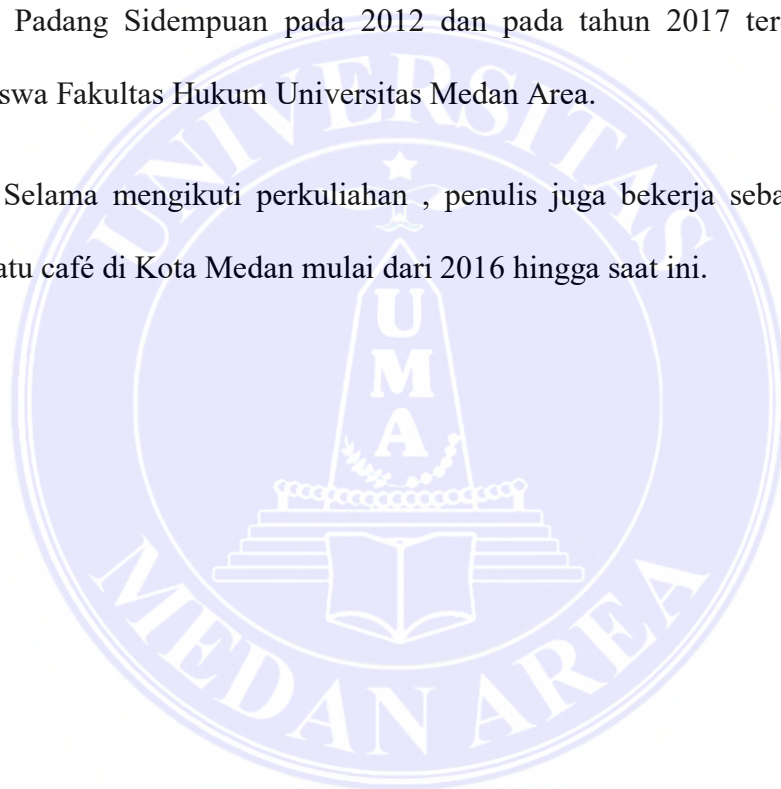 Padang Sidempuan pada 2012 dan pada tahun 2017 ter
swa Fakultas Hukum Universitas Medan Area.
Selama mengikuti perkuliahan , penulis juga bekerja seba
atu café di Kota Medan mulai dari 2016 hingga saat ini.
UNIVERSITAS
U
M
A
MEDAN AREA